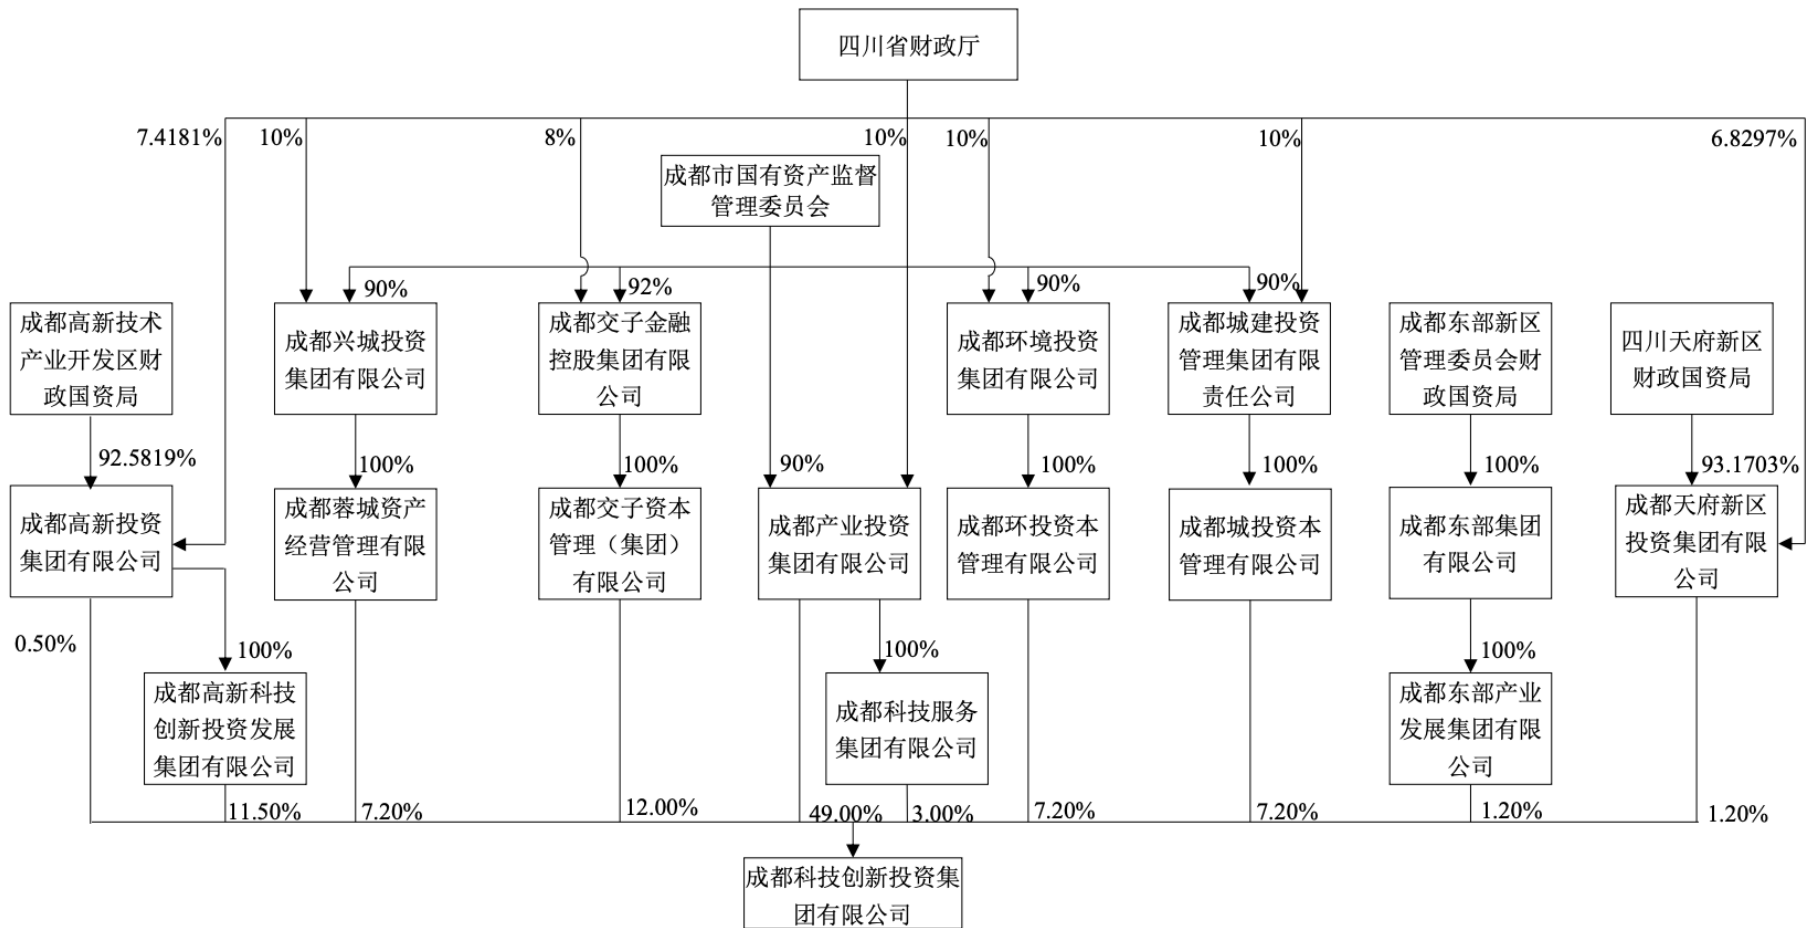 四川省财政厅
7.4181%
10%
8%
10%
10%
10%
6.8297%
成都市国有资产监督
管理委员会
90%
92%
90%
90%
成都高新技术
产业开发区财
政国资局
成都兴城投资
集团有限公司
成都交子金融
控股集团有限
公司
成都环境投资
集团有限公司
成都城建投资
管理集团有限
责任公司
成都东部新区
管理委员会财
政国资局
四川天府新区
财政国资局
92.5819%
100%
100%
90%
100%
100%
100%
93.1703%
成都高新投资
集团有限公司
成都蓉城资产
经营管理有限
公司
成都交子资本
管理（集团）
有限公司
成都产业投资
集团有限公司
成都环投资本
管理有限公司
成都城投资本
管理有限公司
成都东部集团
有限公司
成都天府新区
投资集团有限
公司
0.50%
100%
100%
100%
成都高新科技
创新投资发展
集团有限公司
成都科技服务
集团有限公司
成都东部产业
发展集团有限
公司
11.50%
7.20%
12.00%
49.00%
3.00%
7.20%
7.20%
1.20%
1.20%
成都科技创新投资集
团有限公司